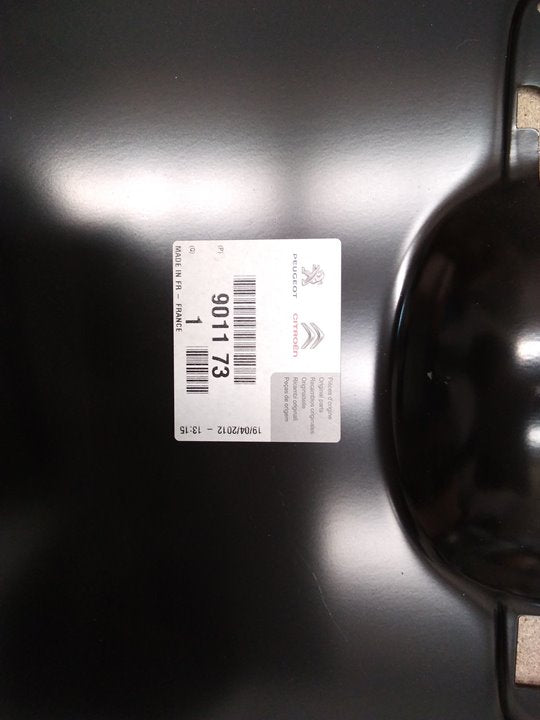 PEUGEOT CITROËN
Pièces d'origine
Original parts
Recambios originales
Originalteile
Ricambi originali
Peças de origem
(P) 9011 73
(Q) 1
19/04/2012 - 13:15
MADE IN FR - FRANCE